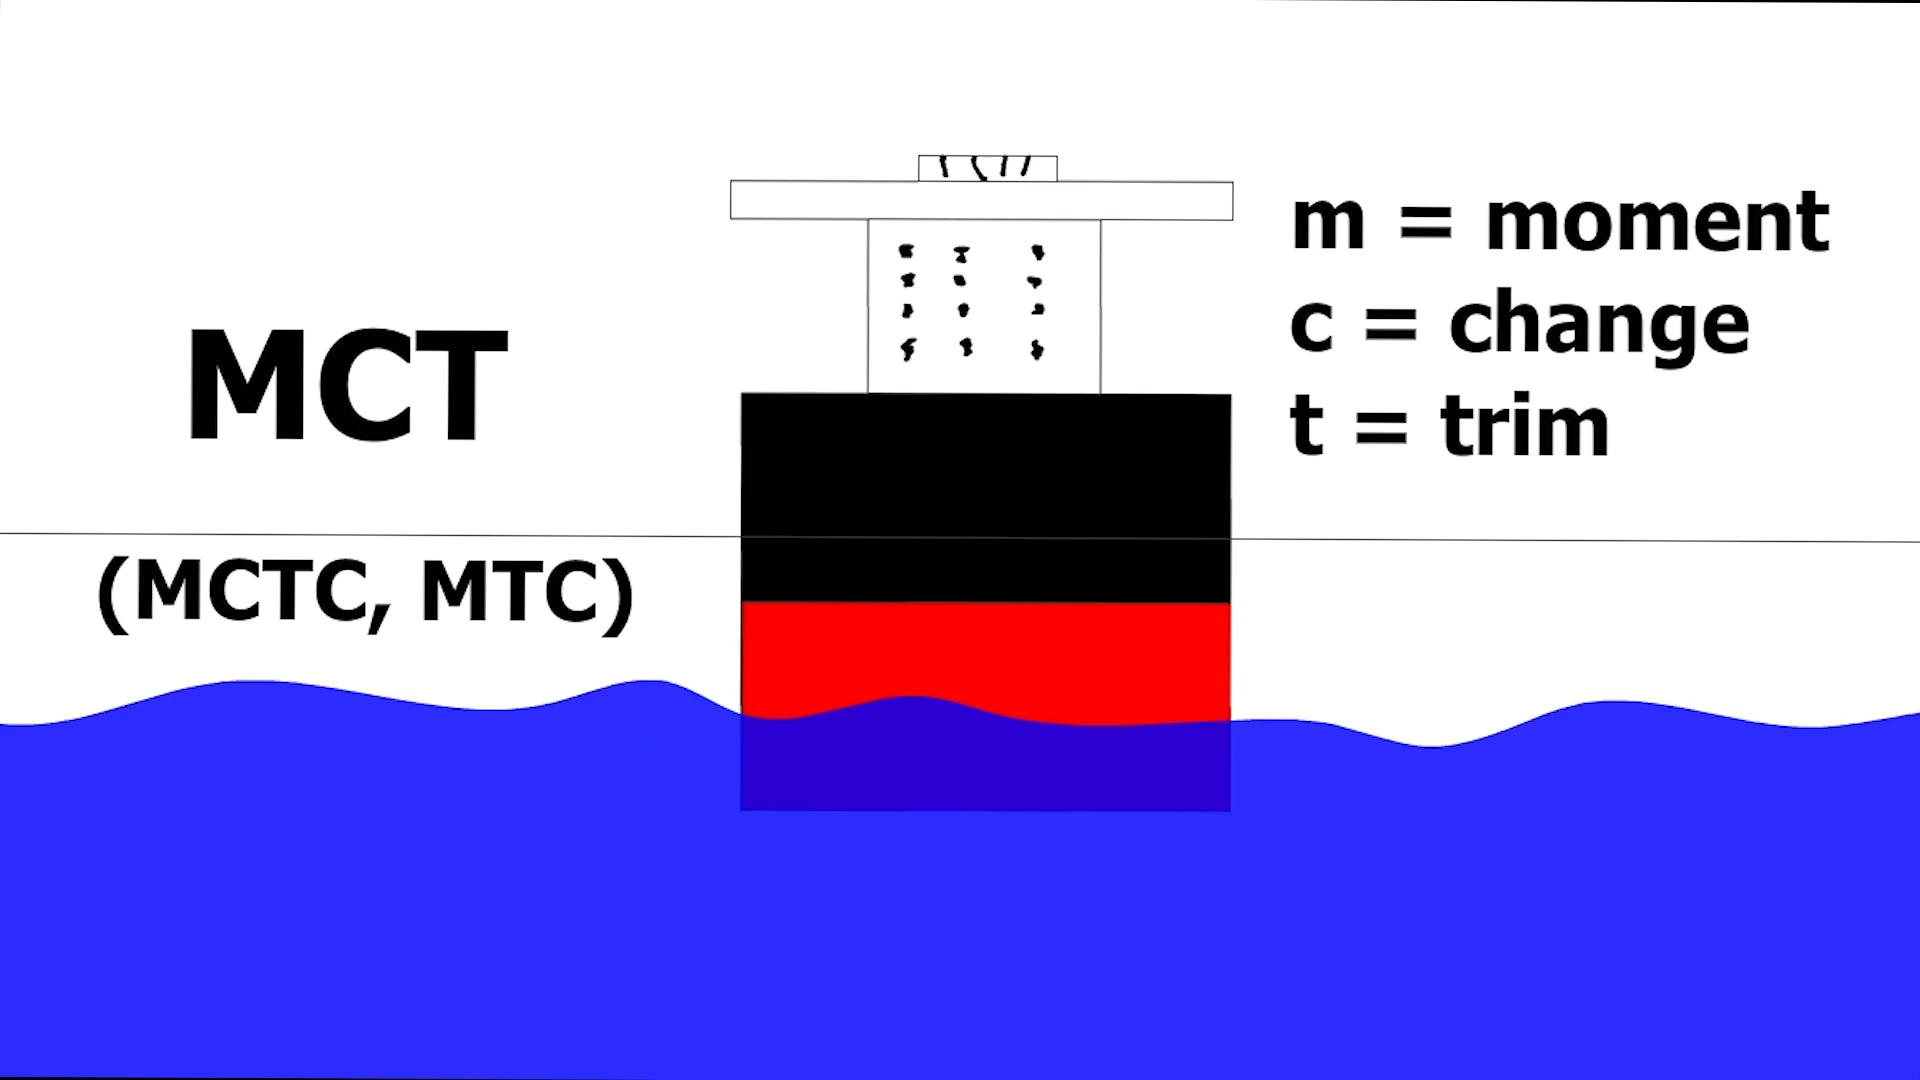 MCT
(MCTC, MTC)
m = moment
c = change
t = trim